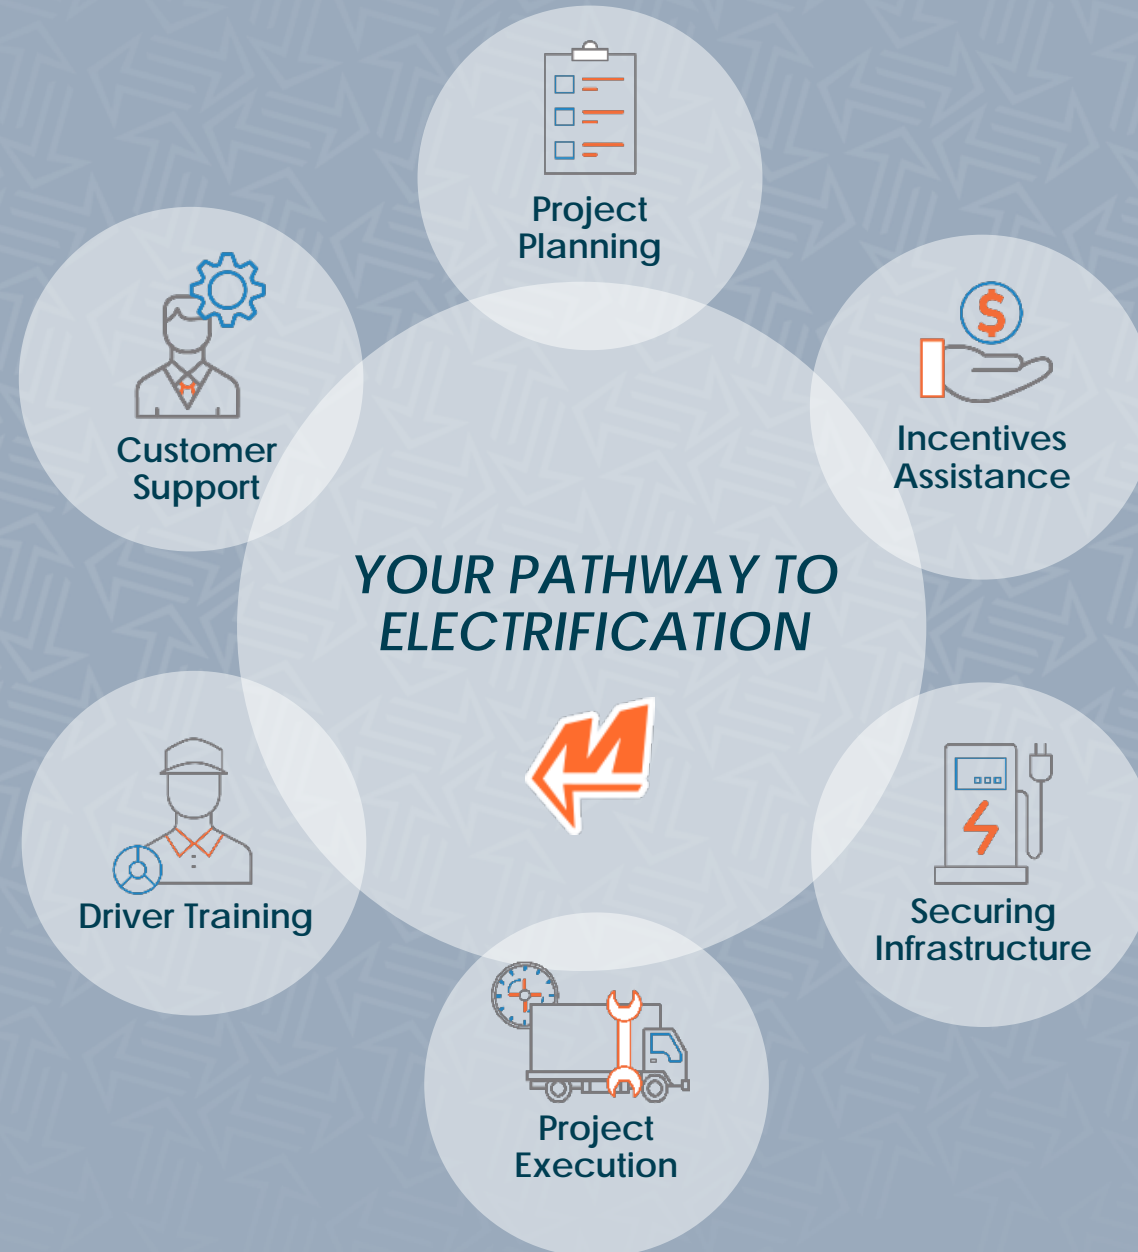 Project
Planning
Incentives
Assistance
Securing
Infrastructure
Project
Execution
Driver Training
Customer
Support
YOUR PATHWAY TO
ELECTRIFICATION
M